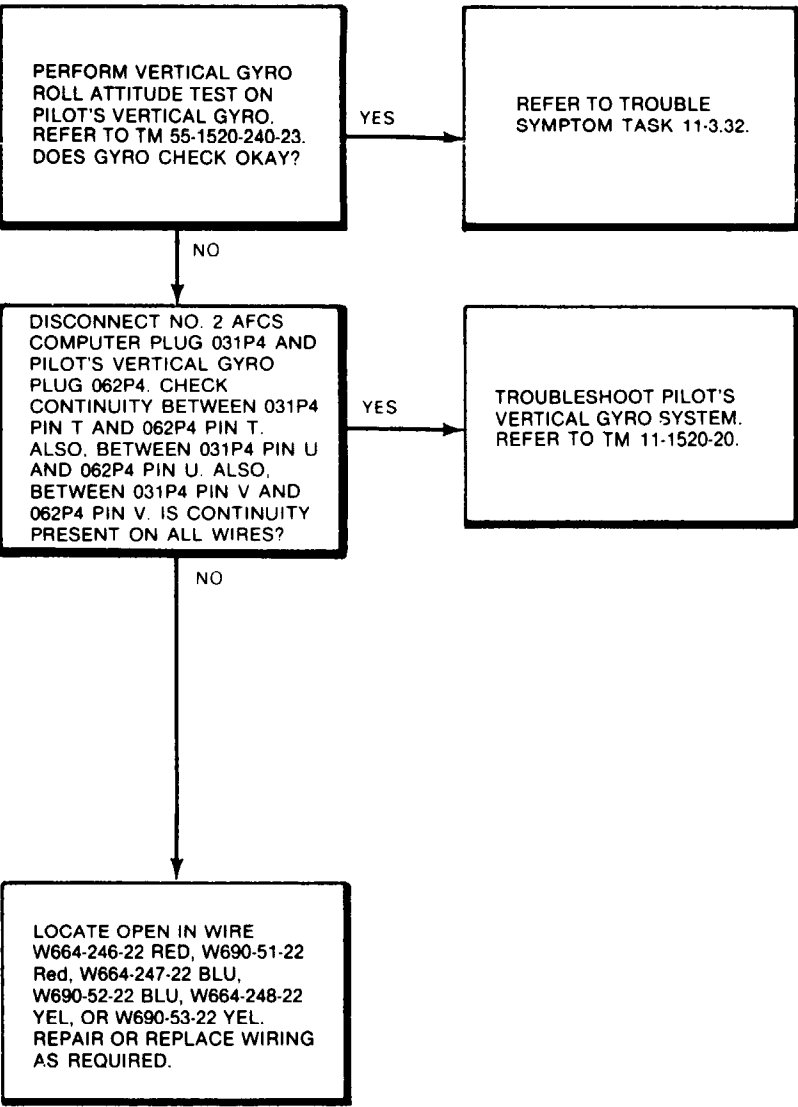 PERFORM VERTICAL GYRO
ROLL ATTITUDE TEST ON
PILOT'S VERTICAL GYRO.
REFER TO TM 55-1520-240-23.
DOES GYRO CHECK OKAY?
YES
REFER TO TROUBLE
SYMPTOM TASK 11-3.32.
NO
DISCONNECT NO. 2 AFCS
COMPUTER PLUG 031P4 AND
PILOT'S VERTICAL GYRO
PLUG 062P4. CHECK
CONTINUITY BETWEEN 031P4
PIN T AND 062P4 PIN T.
ALSO, BETWEEN 031P4 PIN U
AND 062P4 PIN U. ALSO,
BETWEEN 031P4 PIN V AND
062P4 PIN V. IS CONTINUITY
PRESENT ON ALL WIRES?
YES
TROUBLESHOOT PILOT'S
VERTICAL GYRO SYSTEM.
REFER TO TM 11-1520-20.
NO
LOCATE OPEN IN WIRE
W664-246-22 RED, W690-51-22
Red, W664-247-22 BLU,
W690-52-22 BLU, W664-248-22
YEL, OR W690-53-22 YEL.
REPAIR OR REPLACE WIRING
AS REQUIRED.